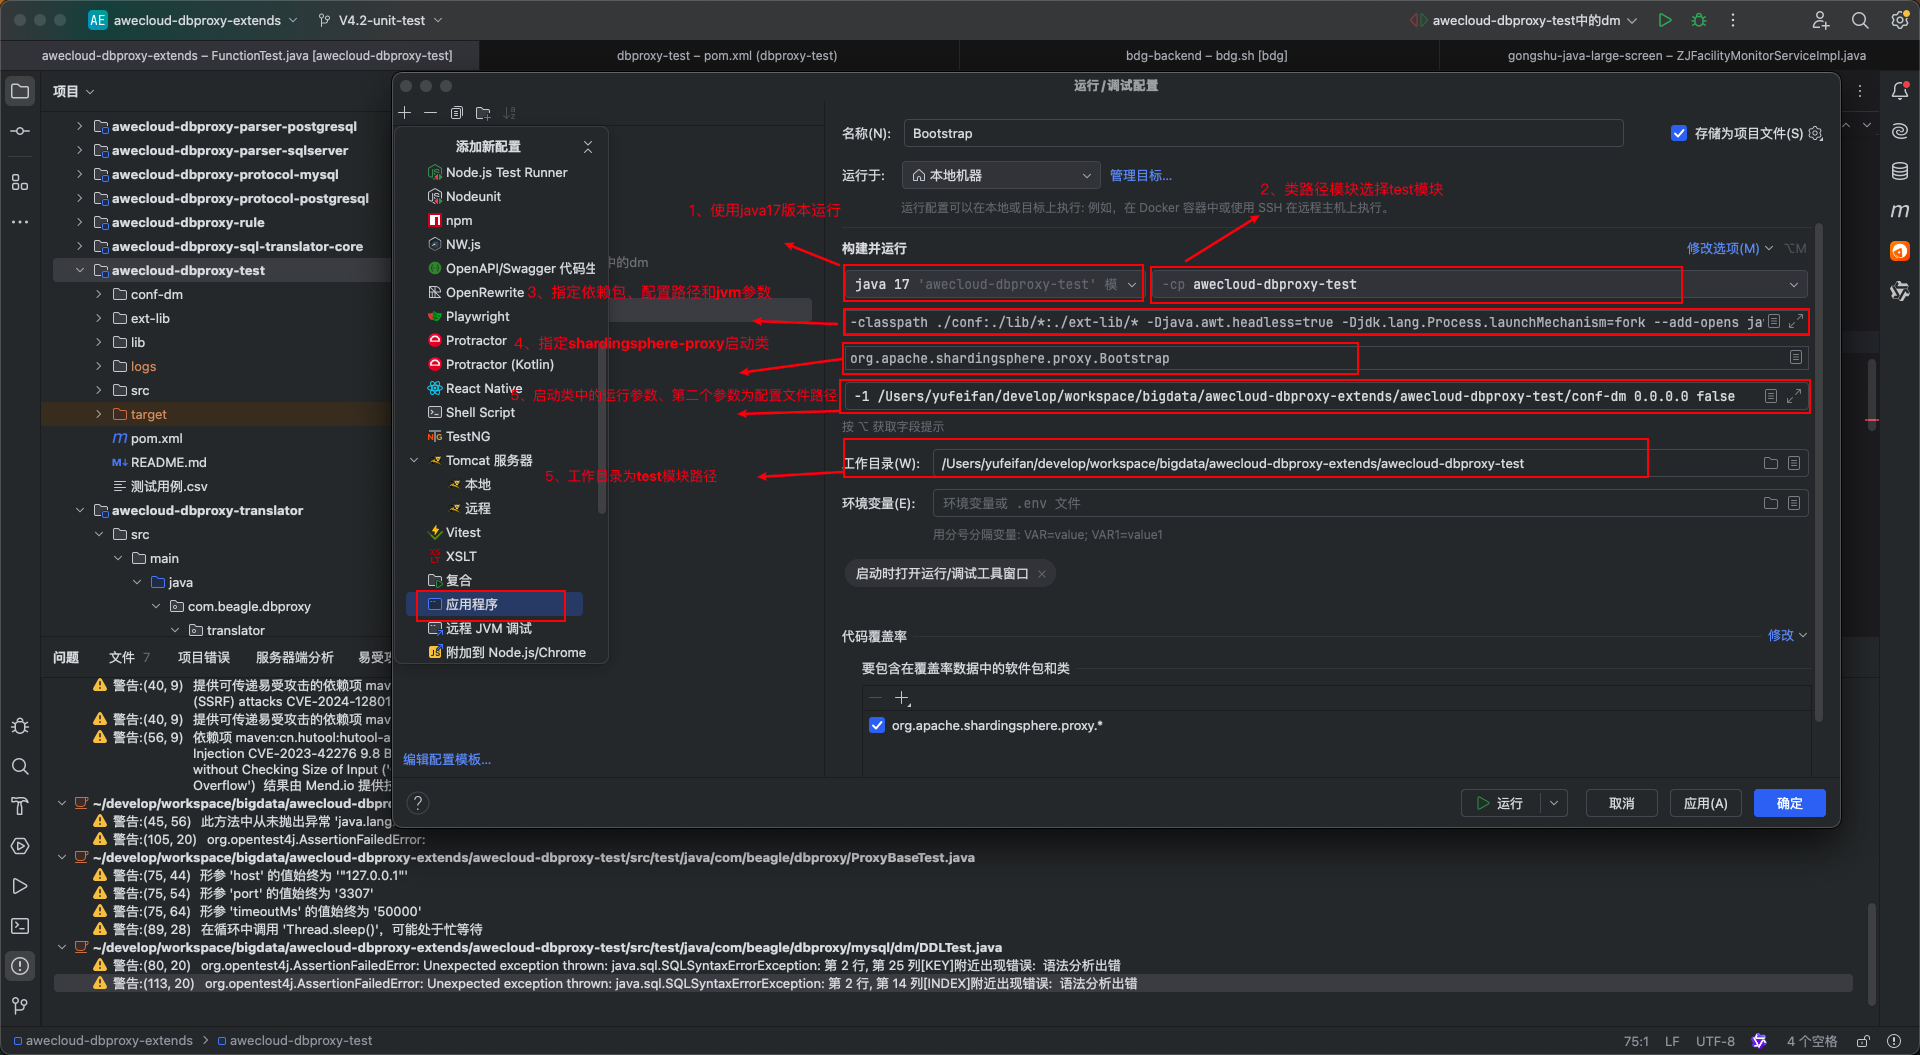 AE awecloud-dbproxy-extends V4.2-unit-test awecloud-dbproxy-test中的dm
awecloud-dbproxy-extends – FunctionTest.java [awecloud-dbproxy-test] dbproxy-test – pom.xml (dbproxy-test) bdg-backend – bdg.sh [bdg] gongshu-java-large-screen – ZJFacilityMonitorServiceImpl.java
项目
awecloud-dbproxy-parser-postgresql
awecloud-dbproxy-parser-sqlserver
awecloud-dbproxy-protocol-mysql
awecloud-dbproxy-protocol-postgresql
awecloud-dbproxy-rule
awecloud-dbproxy-sql-translator-core
awecloud-dbproxy-test
conf-dm
ext-lib
lib
logs
src
target
pom.xml
README.md
测试用例.csv
awecloud-dbproxy-translator
src
main
java
com.beagle.dbproxy
translator
运行/调试配置
添加新配置
Node.js Test Runner
Nodeunit
npm
NW.js
OpenAPI/Swagger 代码生
中的dm
OpenRewrite
Playwright
Protractor
Protractor (Kotlin)
React Native
Shell Script
TestNG
Tomcat 服务器
本地
远程
Vitest
XSLT
复合
应用程序
远程 JVM 调试
附加到 Node.js/Chrome
编辑配置模板...
名称(N): Bootstrap 存储为项目文件(S)
运行于: 本地机器 管理目标...
运行配置可以在本地或目标上执行: 例如，在 Docker 容器中或使用 SSH 在远程主机上执行。
1、使用java17版本运行
2、类路径模块选择test模块
构建并运行 修改选项(M) ⌥M
java 17 'awecloud-dbproxy-test' 模 -cp awecloud-dbproxy-test
3、指定依赖包、配置路径和jvm参数
-classpath ./conf:./lib/*:./ext-lib/* -Djava.awt.headless=true -Djdk.lang.Process.launchMechanism=fork --add-opens ja
4、指定shardingsphere-proxy启动类
org.apache.shardingsphere.proxy.Bootstrap
、启动类中的运行参数、第二个参数为配置文件路径
-1 /Users/yufeifan/develop/workspace/bigdata/awecloud-dbproxy-extends/awecloud-dbproxy-test/conf-dm 0.0.0.0 false
按 ⌥ 获取字段提示
5、工作目录为test模块路径
工作目录(W): /Users/yufeifan/develop/workspace/bigdata/awecloud-dbproxy-extends/awecloud-dbproxy-test
环境变量(E): 环境变量或 .env 文件
用分号分隔变量: VAR=value; VAR1=value1
启动时打开运行/调试工具窗口 ×
代码覆盖率 修改
要包含在覆盖率数据中的软件包和类
org.apache.shardingsphere.proxy.*
? 运行 取消 应用(A) 确定
问题 文件 7 项目错误 服务器端分析 易受攻
警告:(40, 9) 提供可传递易受攻击的依赖项 mav
(SSRF) attacks CVE-2024-12801
警告:(40, 9) 提供可传递易受攻击的依赖项 mav
警告:(56, 9) 依赖项 maven:cn.hutool:hutool-a
Injection CVE-2023-42276 9.8 B
without Checking Size of Input ('
Overflow') 结果由 Mend.io 提供技
~/develop/workspace/bigdata/awecloud-dbpro
警告:(45, 56) 此方法中从未抛出异常 'java.lang.
警告:(105, 20) org.opentest4j.AssertionFailedError:
~/develop/workspace/bigdata/awecloud-dbproxy-extends/awecloud-dbproxy-test/src/test/java/com/beagle/dbproxy/ProxyBaseTest.java
警告:(75, 44) 形参 'host' 的值始终为 '"127.0.0.1"'
警告:(75, 54) 形参 'port' 的值始终为 '3307'
警告:(75, 64) 形参 'timeoutMs' 的值始终为 '50000'
警告:(89, 28) 在循环中调用 'Thread.sleep()'，可能处于忙等待
~/develop/workspace/bigdata/awecloud-dbproxy-extends/awecloud-dbproxy-test/src/test/java/com/beagle/dbproxy/mysql/dm/DDLTest.java
警告:(80, 20) org.opentest4j.AssertionFailedError: Unexpected exception thrown: java.sql.SQLSyntaxErrorException: 第 2 行, 第 25 列[KEY]附近出现错误: 语法分析出错
警告:(113, 20) org.opentest4j.AssertionFailedError: Unexpected exception thrown: java.sql.SQLSyntaxErrorException: 第 2 行, 第 14 列[INDEX]附近出现错误: 语法分析出错
awecloud-dbproxy-extends > awecloud-dbproxy-test 75:1 LF UTF-8 4 个空格